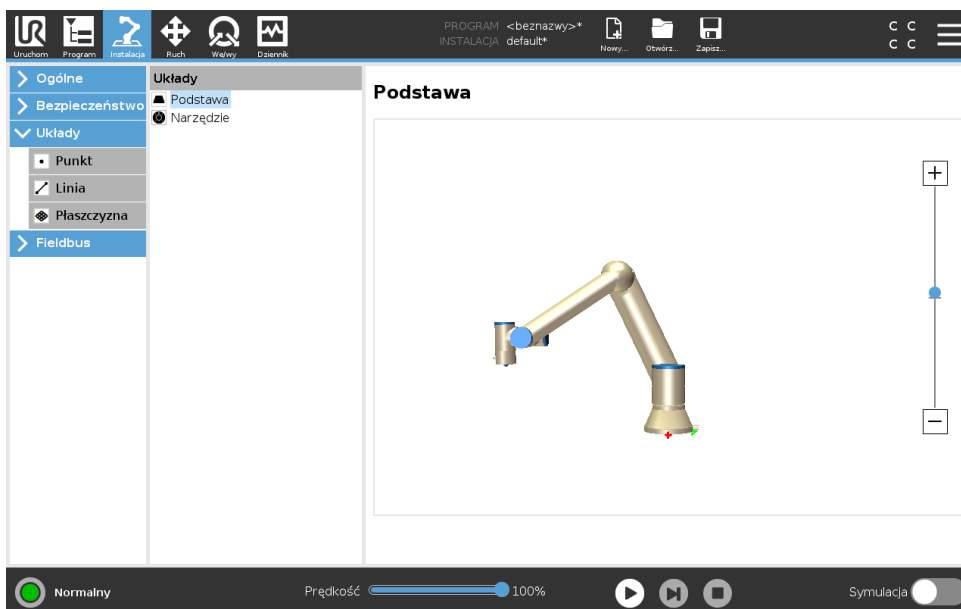 Uruchom
Program
Instalacja
Ruch
We/wy
Dziennik
PROGRAM <beznazwy>*
INSTALACJA default*
Nowy...
Otwórz...
Zapisz...
C C
C C
Ogólne
Bezpieczeństwo
Układy
Punkt
Linia
Płaszczyzna
Fieldbus
Układy
Podstawa
Narzędzie
Podstawa
Normalny
Prędkość 100%
Symulacja